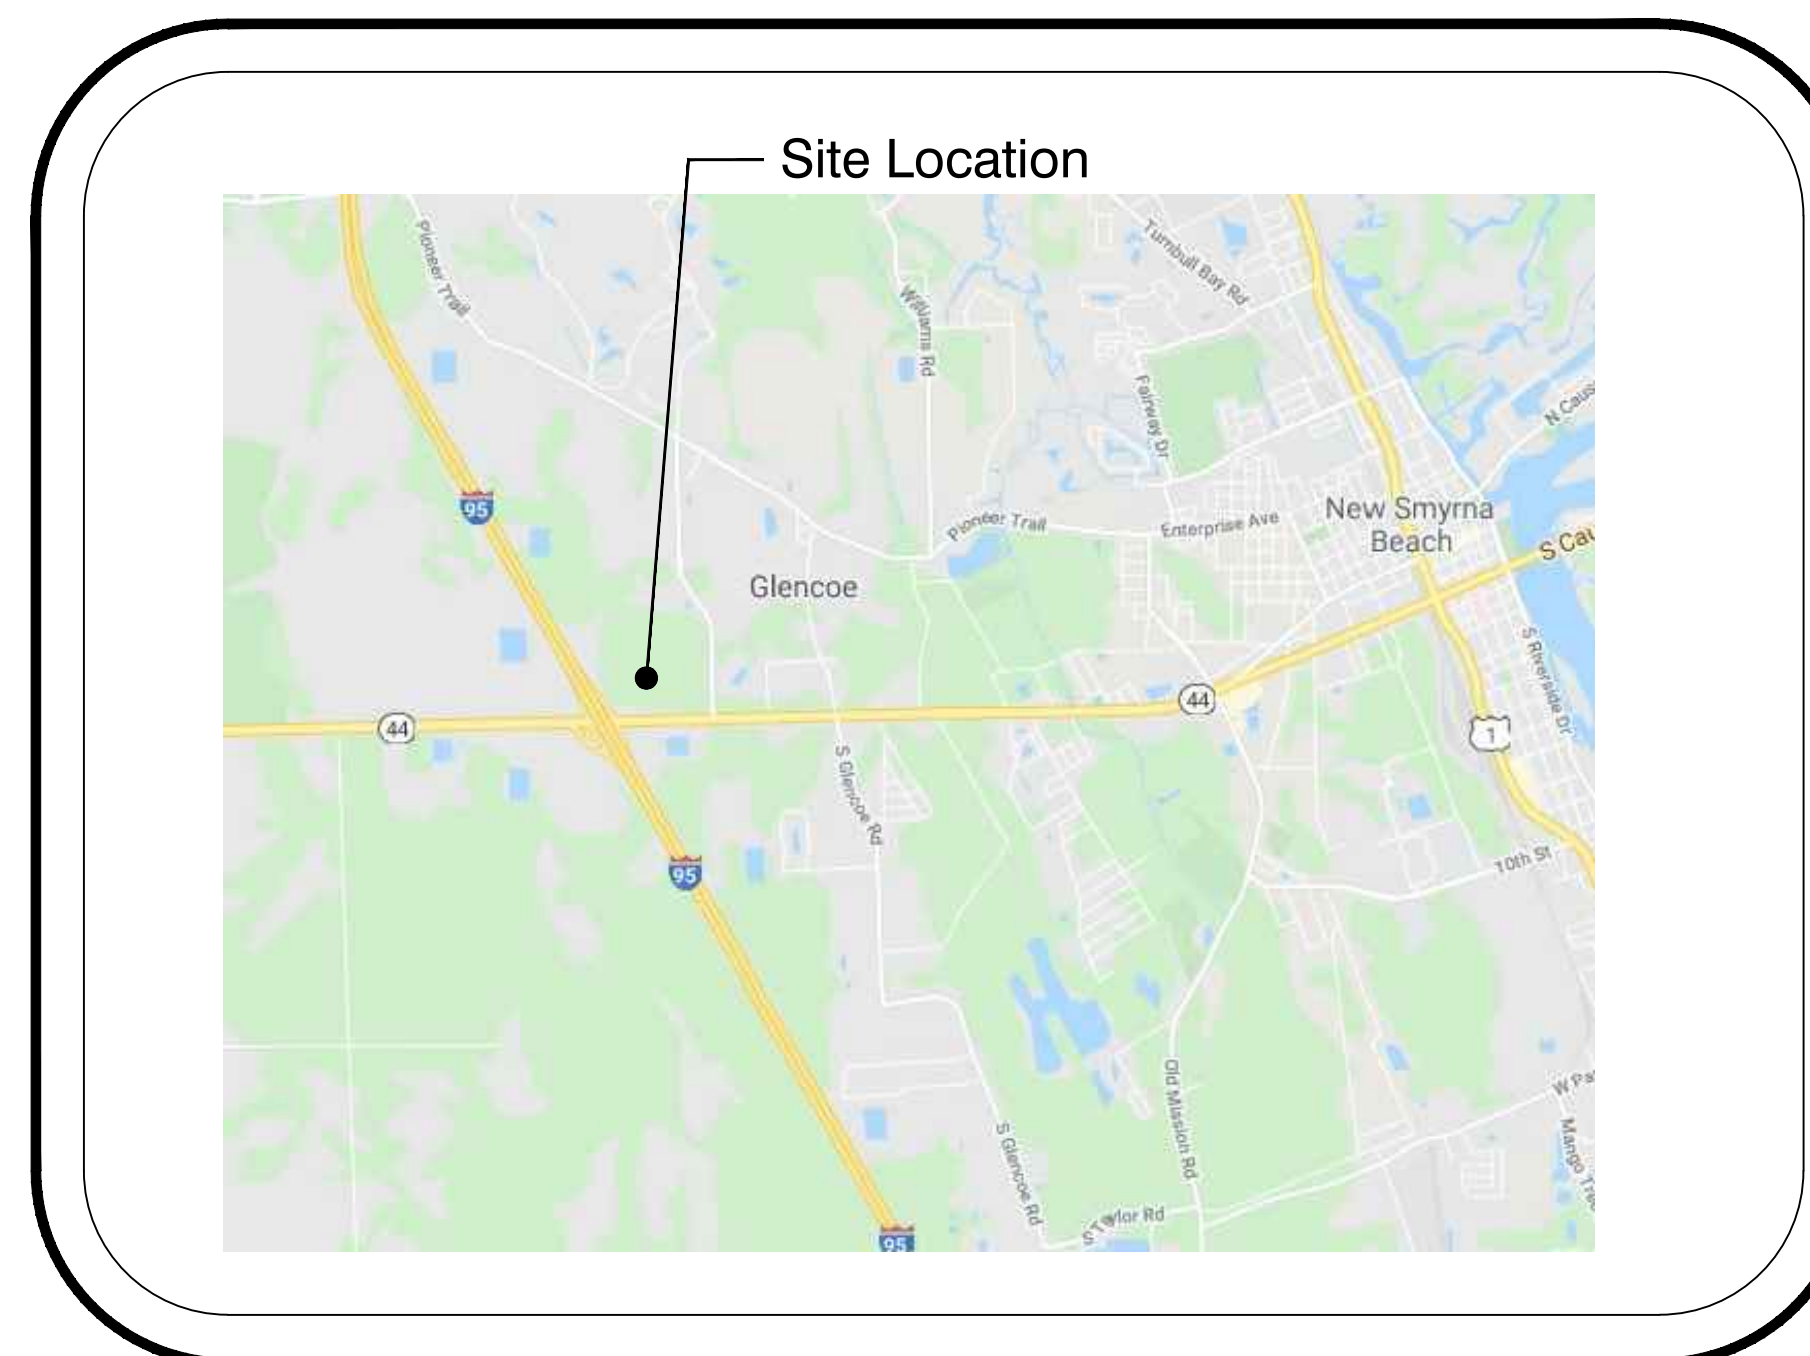 Site Location
Pioneer Trail
Turnbull Bay Rd
Williams Rd
N Caus
Fairway Dr
95
New Smyrna
Beach
Pioneer Trail
Enterprise Ave
S Cau
Glencoe
S Riverside Dr
44
44
1
S Glencoe Rd
95
10th St
Old Mission Rd
W Pa
S Glencoe Rd
Mango Tree
S Taylor Rd
95